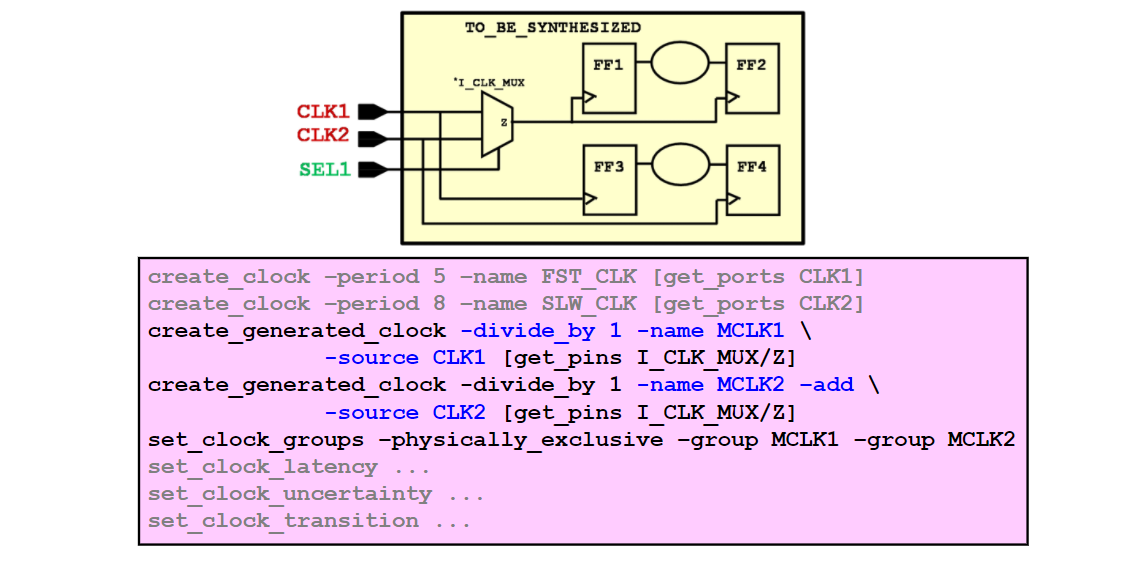 TO_BE_SYNTHESIZED
FF1
FF2
*I_CLK_MUX
CLK1
Z
CLK2
SEL1
FF3
FF4
create_clock –period 5 –name FST_CLK [get_ports CLK1]
create_clock –period 8 –name SLW_CLK [get_ports CLK2]
create_generated_clock -divide_by 1 -name MCLK1 \
-source CLK1 [get_pins I_CLK_MUX/Z]
create_generated_clock -divide_by 1 -name MCLK2 –add \
-source CLK2 [get_pins I_CLK_MUX/Z]
set_clock_groups –physically_exclusive –group MCLK1 –group MCLK2
set_clock_latency ...
set_clock_uncertainty ...
set_clock_transition ...